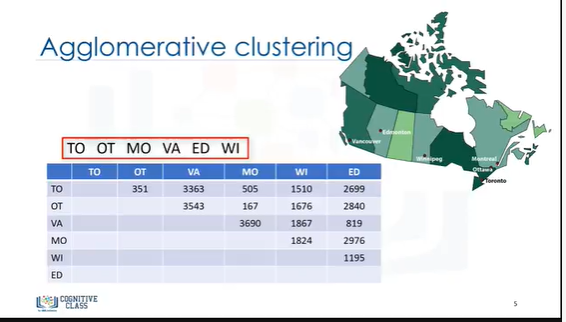 Agglomerative clustering
Edmonton
Vancouver
Winnipeg
Montreal
Ottawa
Toronto
TO OT MO VA ED WI
TO OT VA MO WI ED
TO 351 3363 505 1510 2699
OT 3543 167 1676 2840
VA 3690 1867 819
MO 1824 2976
WI 1195
ED
COGNITIVE
CLASS
5